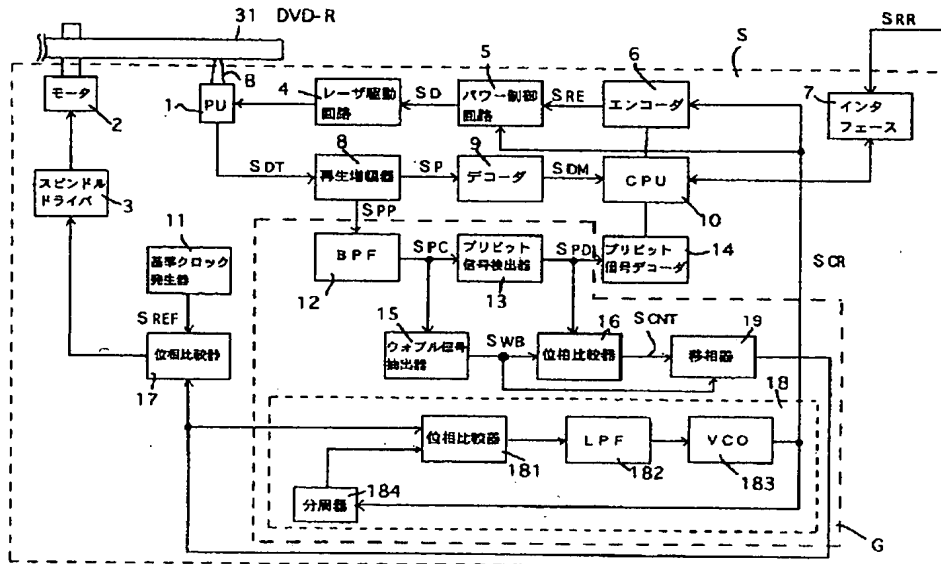 31 DVD-R
SRR
S
B
モータ
2
1
PU
4
レーザ駆動
回路
SD
5
パワー制御
回路
SRE
6
エンコーダ
7
インタ
フェース
SDT
8
再生増幅器
SP
9
デコーダ
SDM
CPU
10
スピンドル
ドライバ
3
SPP
11
基準クロック
発生器
BPF
12
SPC
プリピット
信号検出器
13
SPD
プリピット
信号デコーダ
14
SCR
SREF
位相比較器
17
15
ウォブル信号
抽出器
SWB
16
位相比較器
SCNT
19
移相器
18
位相比較器
181
LPF
182
VCO
183
分周器
184
G